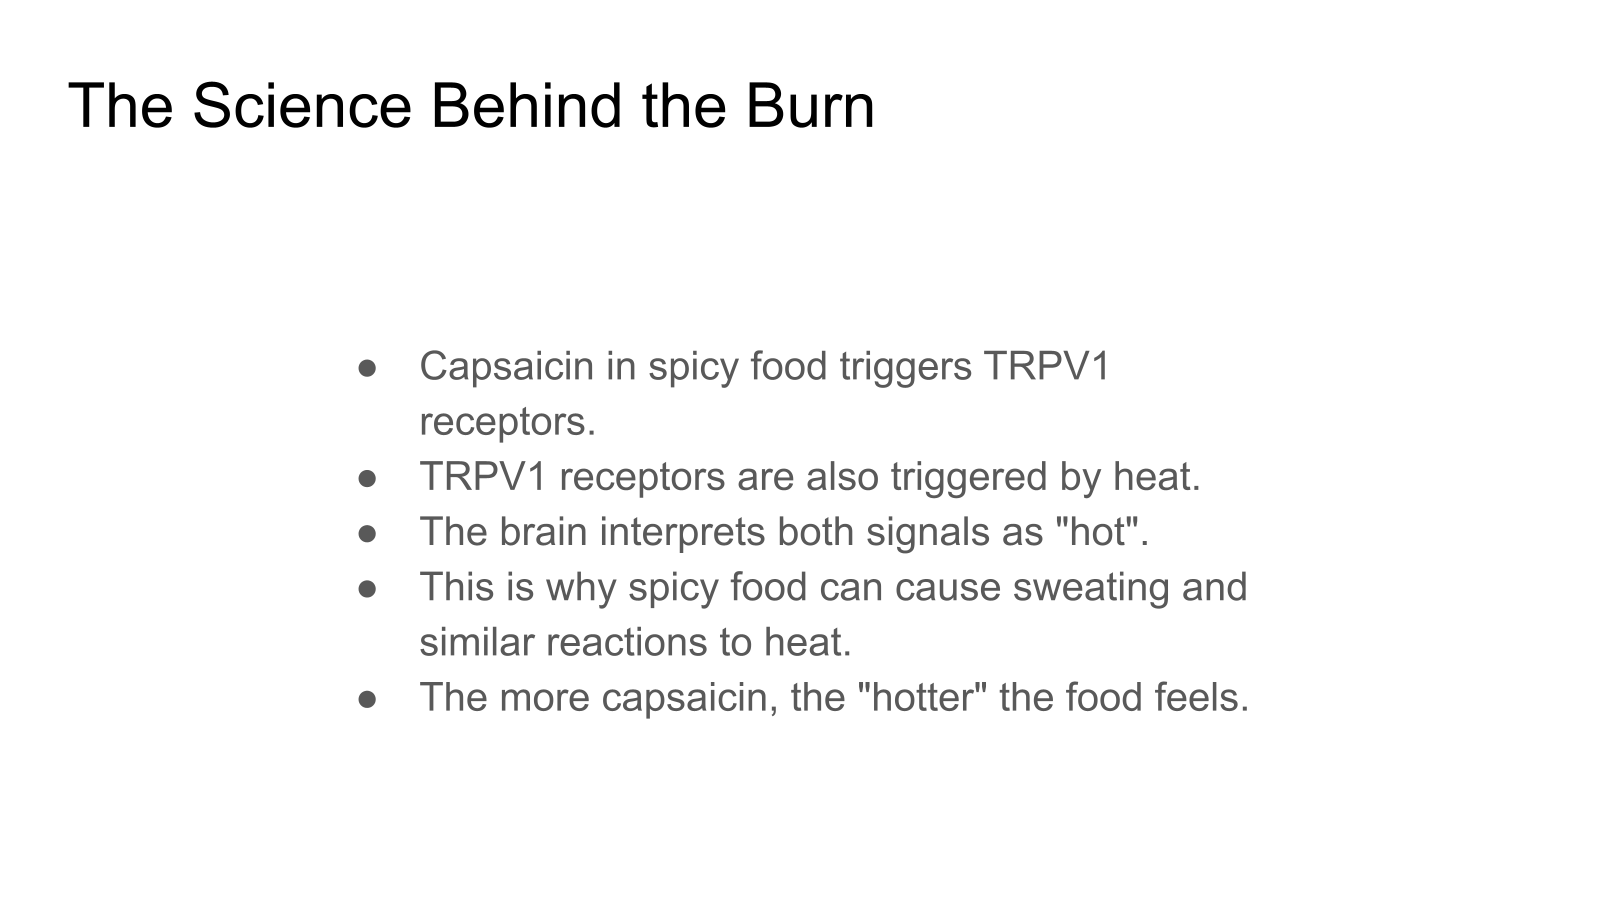 The Science Behind the Burn
● Capsaicin in spicy food triggers TRPV1
receptors.
● TRPV1 receptors are also triggered by heat.
● The brain interprets both signals as "hot".
● This is why spicy food can cause sweating and
similar reactions to heat.
● The more capsaicin, the "hotter" the food feels.